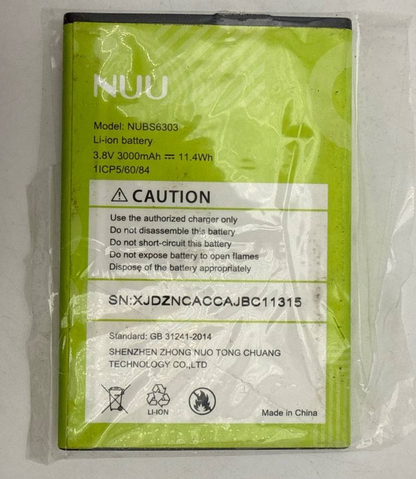 NUU
Model: NUBS6303
Li-ion battery
3.8V 3000mAh ⎓ 11.4Wh
1ICP5/60/84
⚠ CAUTION
Use the authorized charger only
Do not disassemble this battery
Do not short-circuit this battery
Do not expose battery to open flames
Dispose of the battery appropriately
SN:XJDZNCACCAJBC11315
Standard: GB 31241-2014
SHENZHEN ZHONG NUO TONG CHUANG
TECHNOLOGY CO.,LTD
LI-ION
Made in China